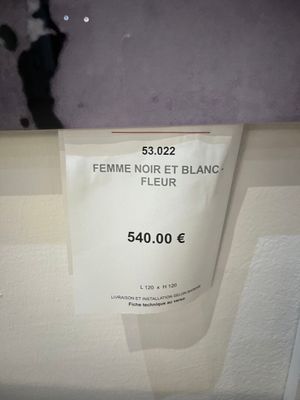 53.022
FEMME NOIR ET BLANC -
FLEUR
540.00 €
L 120 x H 120
LIVRAISON ET INSTALLATION SELON
Fiche technique au verso